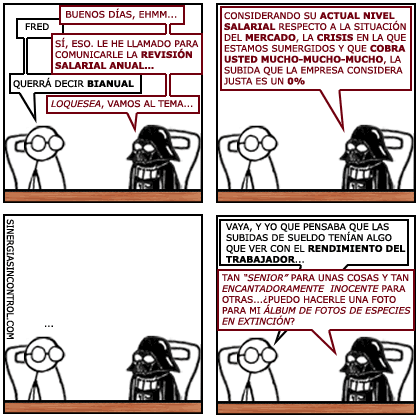 BUENOS DÍAS, EHMM...
FRED
SÍ, ESO. LE HE LLAMADO PARA
COMUNICARLE LA REVISIÓN
SALARIAL ANUAL...
QUERRÁ DECIR BIANUAL
LOQUESEA, VAMOS AL TEMA...
CONSIDERANDO SU ACTUAL NIVEL
SALARIAL RESPECTO A LA SITUACIÓN
DEL MERCADO, LA CRISIS EN LA QUE
ESTAMOS SUMERGIDOS Y QUE COBRA
USTED MUCHO-MUCHO-MUCHO, LA
SUBIDA QUE LA EMPRESA CONSIDERA
JUSTA ES UN 0%
SINERGIASINCONTROL.COM
...
VAYA, Y YO QUE PENSABA QUE LAS
SUBIDAS DE SUELDO TENÍAN ALGO
QUE VER CON EL RENDIMIENTO DEL
TRABAJADOR...
TAN "SENIOR" PARA UNAS COSAS Y TAN
ENCANTADORAMENTE INOCENTE PARA
OTRAS...¿PUEDO HACERLE UNA FOTO
PARA MI ÁLBUM DE FOTOS DE ESPECIES
EN EXTINCIÓN?